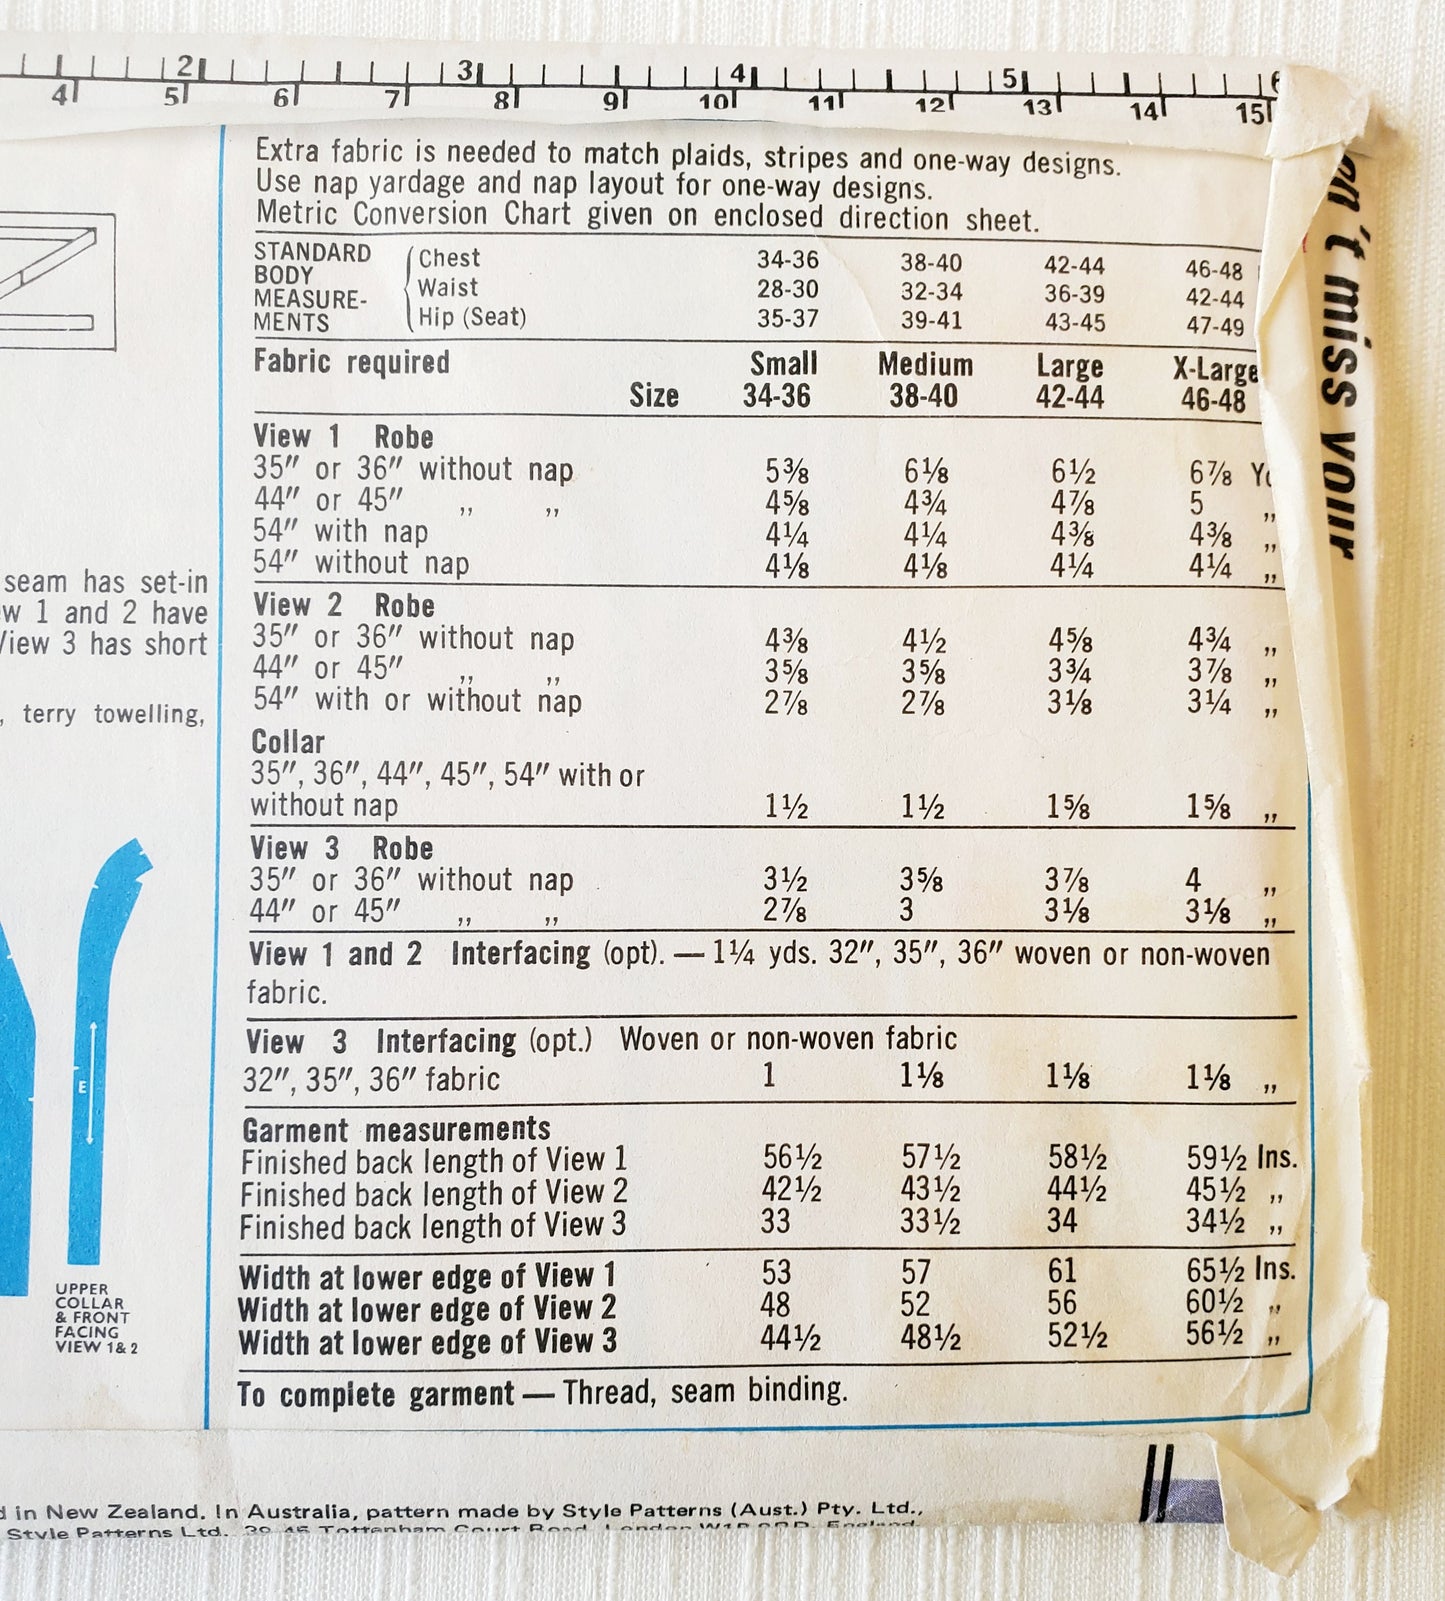 2 3 4 5
4 5 6 7 8 9 10 11 12 13 14 15
Extra fabric is needed to match plaids, stripes and one-way designs.
Use nap yardage and nap layout for one-way designs.
Metric Conversion Chart given on enclosed direction sheet.
STANDARD BODY MEASURE-MENTS
Chest 34-36 38-40 42-44 46-48
Waist 28-30 32-34 36-39 42-44
Hip (Seat) 35-37 39-41 43-45 47-49
Fabric required Small Medium Large X-Large
Size 34-36 38-40 42-44 46-48
View 1 Robe
35″ or 36″ without nap 5⅜ 6⅛ 6½ 6⅞
44″ or 45″ ,, ,, 4⅝ 4¾ 4⅞ 5 ,,
54″ with nap 4¼ 4¼ 4⅜ 4⅜ ,,
54″ without nap 4⅛ 4⅛ 4¼ 4¼ ,,
View 2 Robe
35″ or 36″ without nap 4⅜ 4½ 4⅝ 4¾ ,,
44″ or 45″ ,, ,, 3⅝ 3⅝ 3¾ 3⅞ ,,
54″ with or without nap 2⅞ 2⅞ 3⅛ 3¼ ,,
Collar
35″, 36″, 44″, 45″, 54″ with or
without nap 1½ 1½ 1⅝ 1⅝ ,,
View 3 Robe
35″ or 36″ without nap 3½ 3⅝ 3⅞ 4 ,,
44″ or 45″ ,, ,, 2⅞ 3 3⅛ 3⅛ ,,
View 1 and 2 Interfacing (opt). — 1¼ yds. 32″, 35″, 36″ woven or non-woven
fabric.
View 3 Interfacing (opt.) Woven or non-woven fabric
32″, 35″, 36″ fabric 1 1⅛ 1⅛ 1⅛ ,,
Garment measurements
Finished back length of View 1 56½ 57½ 58½ 59½ Ins.
Finished back length of View 2 42½ 43½ 44½ 45½ ,,
Finished back length of View 3 33 33½ 34 34½ ,,
Width at lower edge of View 1 53 57 61 65½ Ins.
Width at lower edge of View 2 48 52 56 60½ ,,
Width at lower edge of View 3 44½ 48½ 52½ 56½ ,,
To complete garment — Thread, seam binding.
seam has set-in
1 and 2 have
View 3 has short
, terry towelling,
E
UPPER
COLLAR
& FRONT
FACING
VIEW 1 & 2
't miss your
in New Zealand. In Australia, pattern made by Style Patterns (Aust.) Pty. Ltd.,
Style Patterns Ltd. Tottenham Court Road, London England.